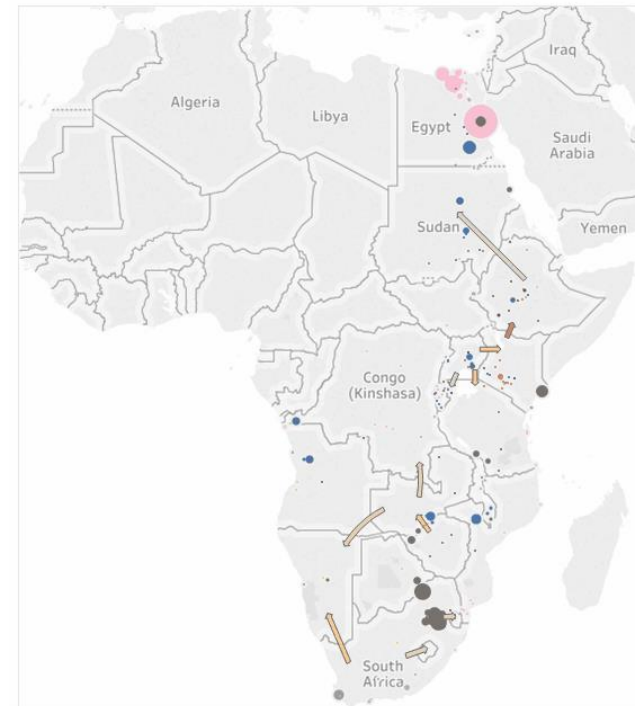 Iraq
Algeria
Libya
Egypt
Saudi
Arabia
Sudan
Yemen
Congo
(Kinshasa)
South
Africa